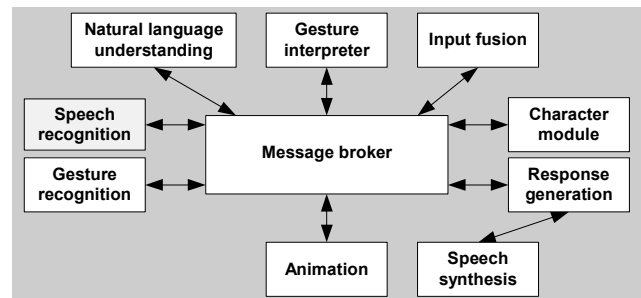 Natural language
understanding
Gesture
interpreter
Input fusion
Speech
recognition
Message broker
Character
module
Gesture
recognition
Response
generation
Animation
Speech
synthesis